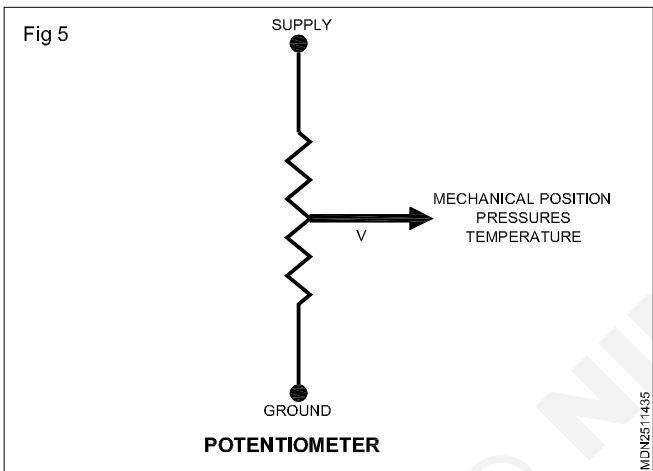 Fig 5
SUPPLY
MECHANICAL POSITION
PRESSURES
TEMPERATURE
V
GROUND
POTENTIOMETER
MDN2511435